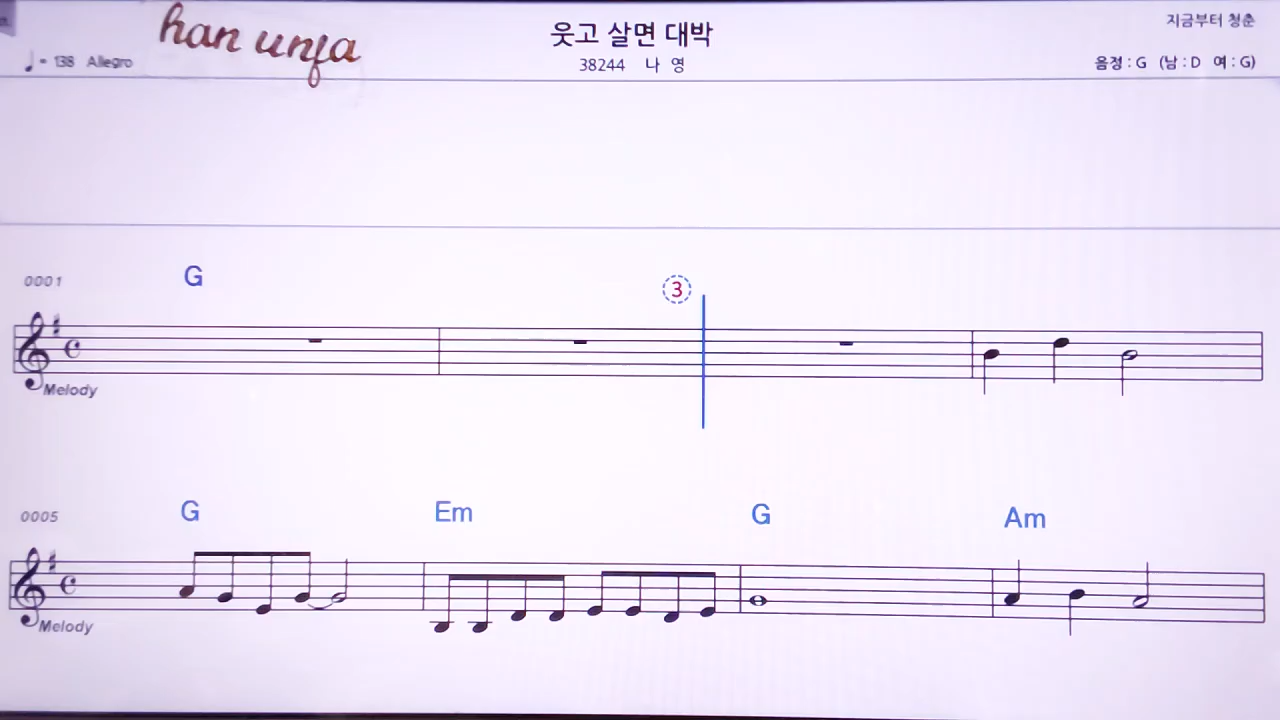 han unfa
웃고 살면 대박
지금부터 청춘
♩= 138 Allegro
38244 나 영
음정 : G (남 : D 여 : G)
0001
G
3
Melody
0005
G Em G Am
Melody